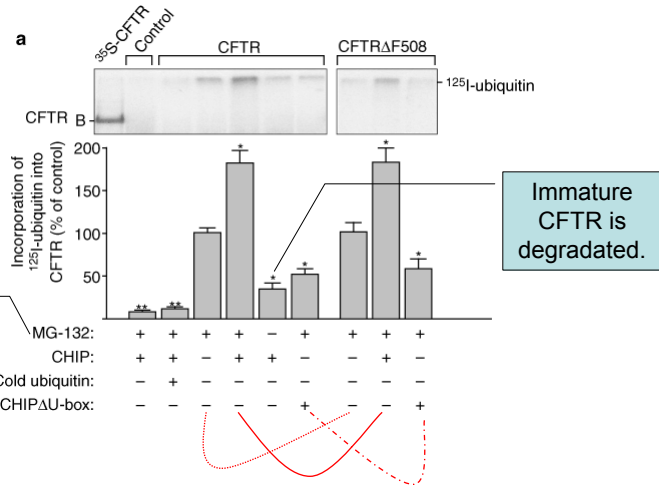 a
³⁵S-CFTR
Control
CFTR
CFTRΔF508
CFTR B
¹²⁵I-ubiquitin
Incorporation of
¹²⁵I-ubiquitin into
CFTR (% of control)
200
150
100
50
** ** * * * * *
Immature
CFTR is
degradated.
MG-132: + + + + − + + + +
CHIP: + + − + + − − + −
Cold ubiquitin: − + − − − − − − −
CHIPΔU-box: − − − − − + − − +